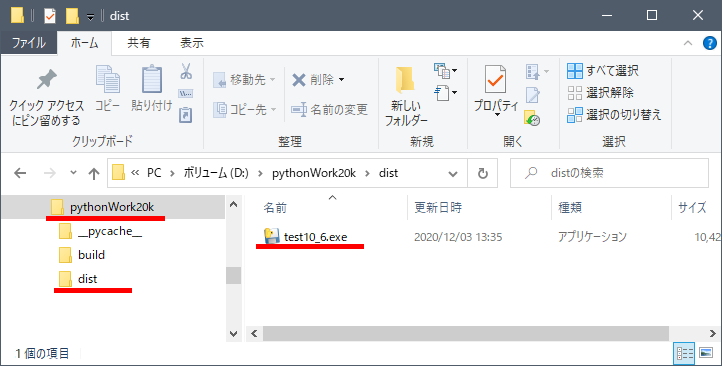 dist
ファイル ホーム 共有 表示
クイック アクセス
にピン留めする
コピー
貼り付け
クリップボード
移動先
コピー先
削除
名前の変更
整理
新しい
フォルダー
新規
プロパティ
開く
すべて選択
選択解除
選択の切り替え
選択
PC ボリューム (D:) pythonWork20k dist
distの検索
pythonWork20k
__pycache__
build
dist
名前 更新日時 種類 サイズ
test10_6.exe 2020/12/03 13:35 アプリケーション 10,42
1 個の項目